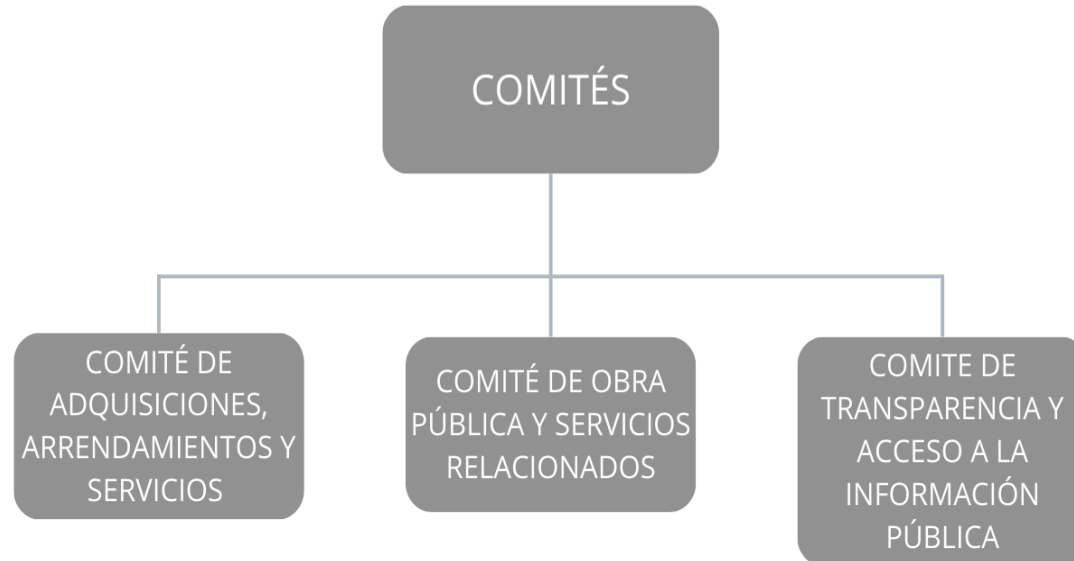 COMITÉS
COMITÉ DE
ADQUISICIONES,
ARRENDAMIENTOS Y
SERVICIOS
COMITÉ DE OBRA
PÚBLICA Y SERVICIOS
RELACIONADOS
COMITE DE
TRANSPARENCIA Y
ACCESO A LA
INFORMACIÓN
PÚBLICA